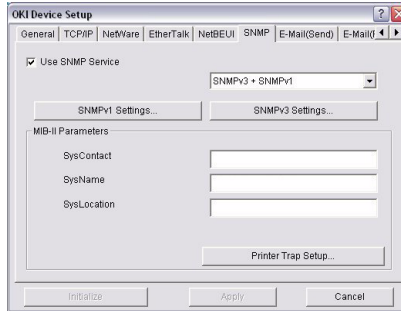 OKI Device Setup
General TCP/IP NetWare EtherTalk NetBEUI SNMP E-Mail(Send)
Use SNMP Service
SNMPv3 + SNMPv1
SNMPv1 Settings... SNMPv3 Settings...
MIB-II Parameters
SysContact
SysName
SysLocation
Printer Trap Setup...
Initialize Apply Cancel